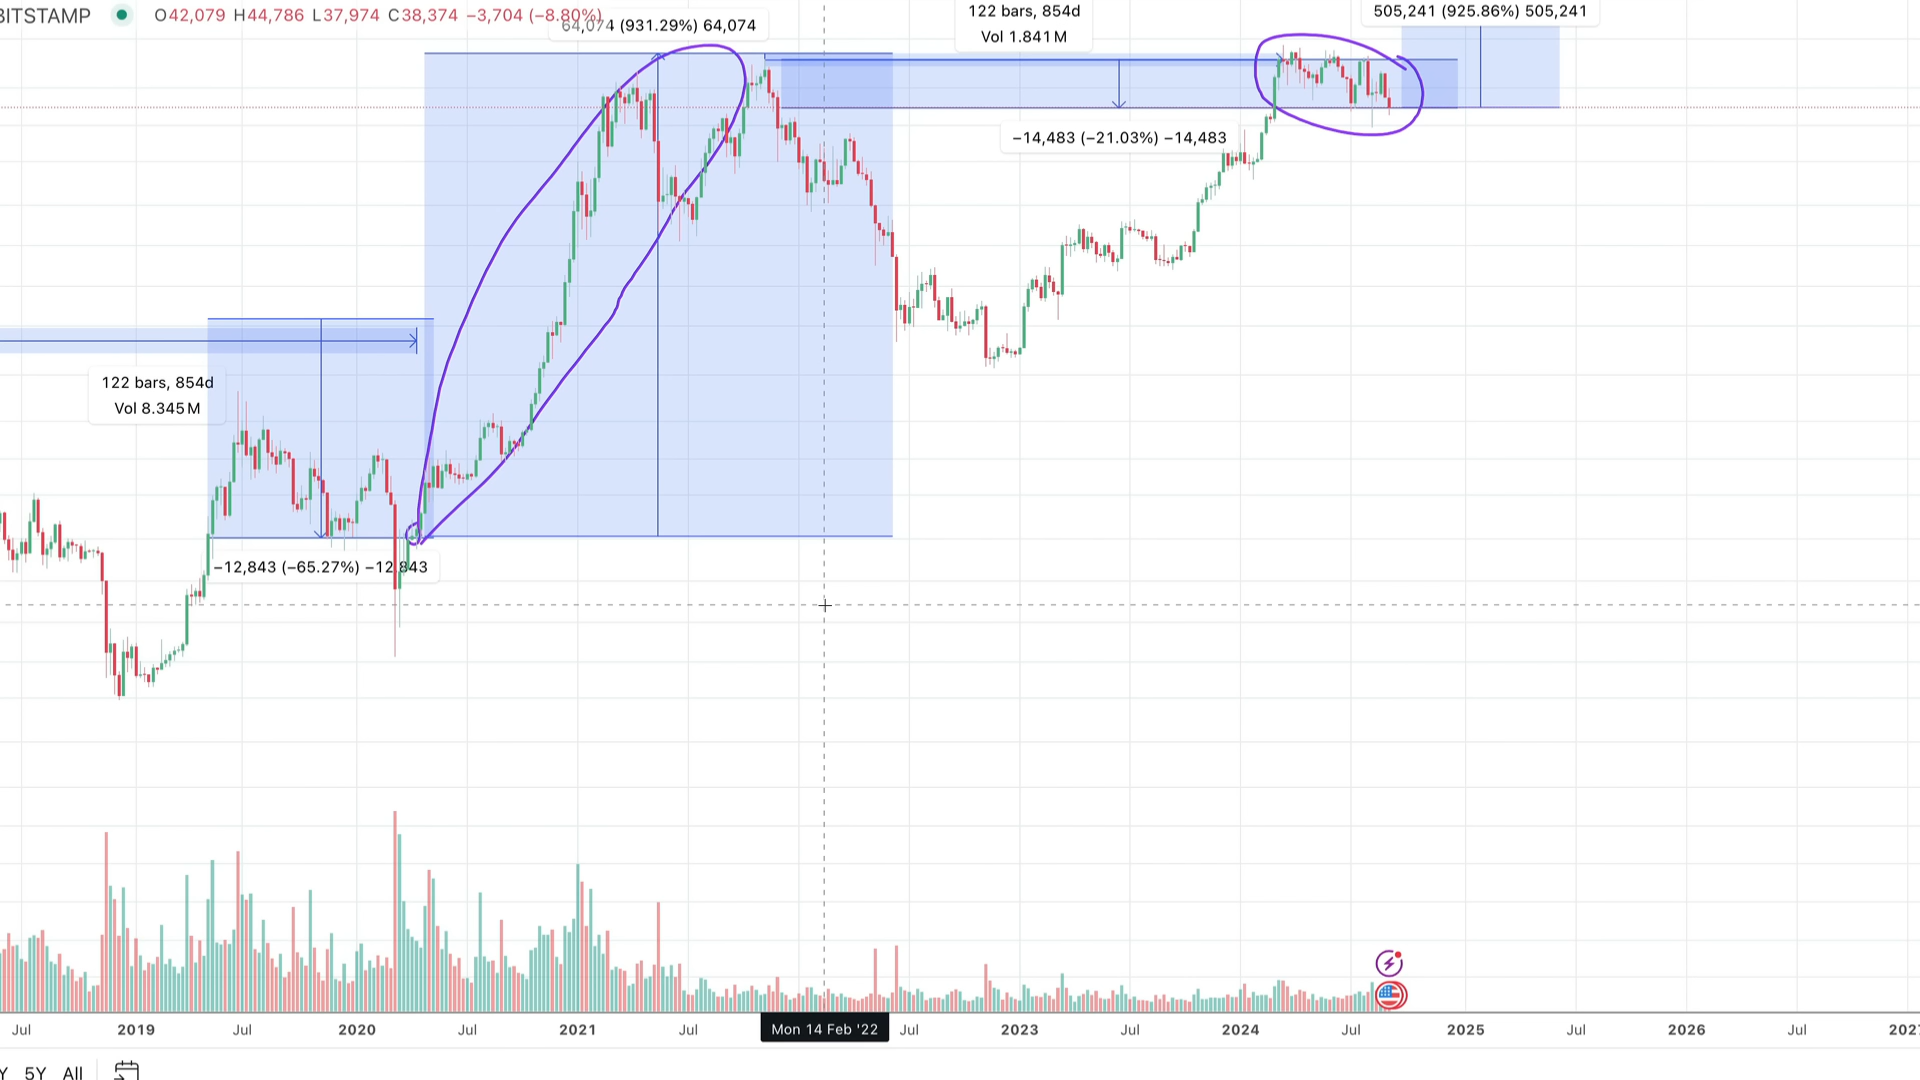 BITSTAMP O42,079 H44,786 L37,974 C38,374 −3,704 (−8.80%)
64,074 (931.29%) 64,074
122 bars, 854d
Vol 1.841M
505,241 (925.86%) 505,241
−14,483 (−21.03%) −14,483
122 bars, 854d
Vol 8.345M
−12,843 (−65.27%) −12,843
Jul 2019 Jul 2020 Jul 2021 Jul Mon 14 Feb '22 Jul 2023 Jul 2024 Jul 2025 Jul 2026 Jul
Y 5Y All